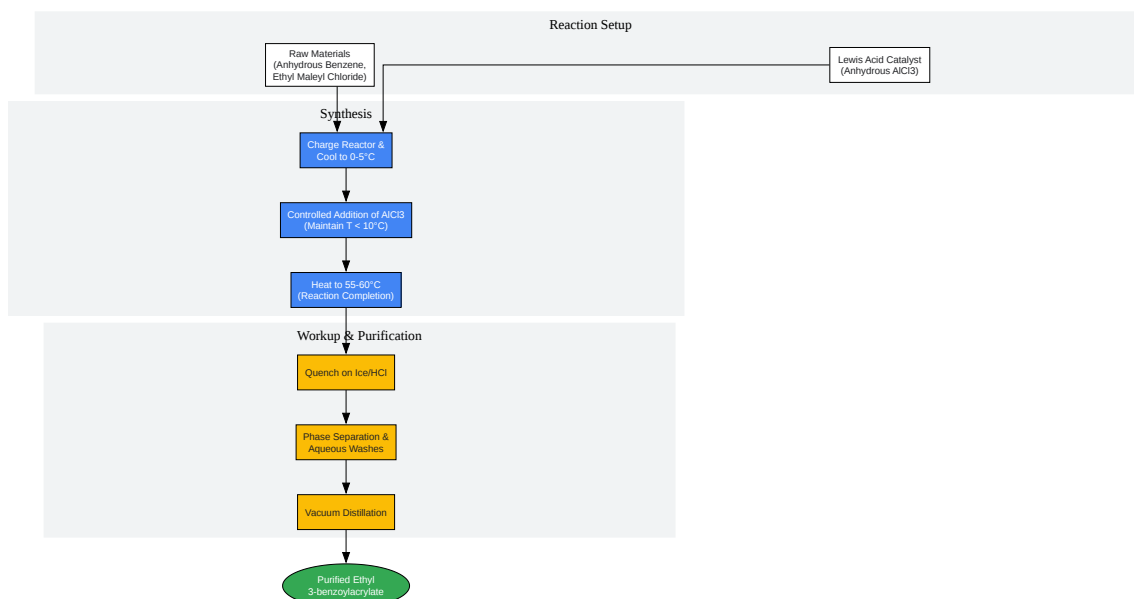 Reaction Setup
Raw Materials
(Anhydrous Benzene,
Ethyl Maleyl Chloride)
Lewis Acid Catalyst
(Anhydrous AlCl3)
Synthesis
Charge Reactor &
Cool to 0-5°C
Controlled Addition of AlCl3
(Maintain T < 10°C)
Heat to 55-60°C
(Reaction Completion)
Workup & Purification
Quench on Ice/HCl
Phase Separation &
Aqueous Washes
Vacuum Distillation
Purified Ethyl
3-benzoylacrylate